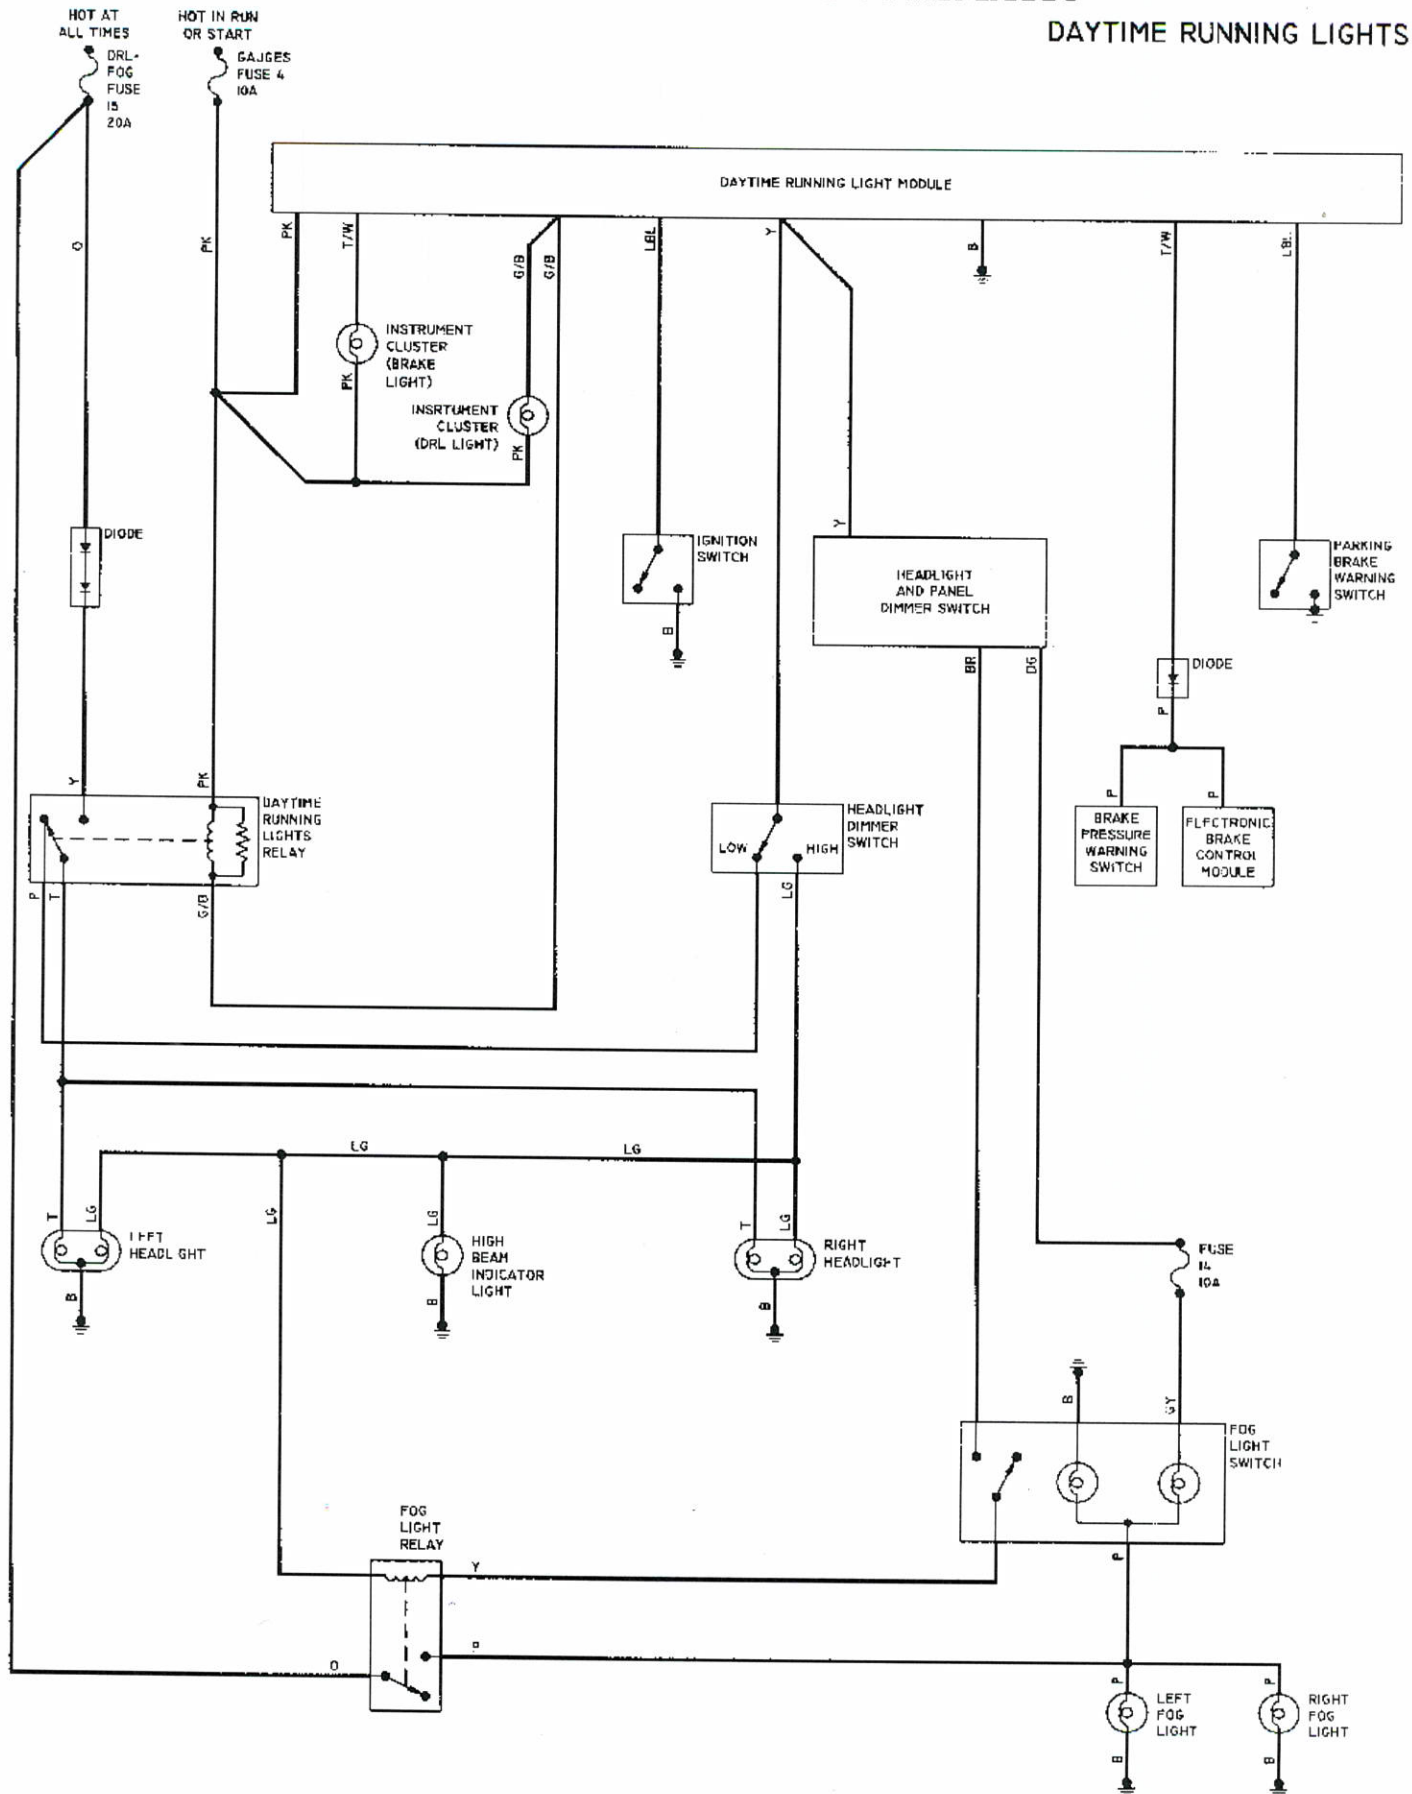 DAYTIME RUNNING LIGHTS
HOT AT
ALL TIMES
HOT IN RUN
OR START
DRL-
FOG
FUSE
15
20A
GAUGES
FUSE 4
10A
DAYTIME RUNNING LIGHT MODULE
O
PK
PK
T/W
G/B
G/B
LBL
Y
B
T/W
LBL
INSTRUMENT
CLUSTER
(BRAKE
LIGHT)
PK
INSRTUMENT
CLUSTER
(DRL LIGHT)
PK
DIODE
IGNITION
SWITCH
B
Y
HEADLIGHT
AND PANEL
DIMMER SWITCH
BR
DG
PARKING
BRAKE
WARNING
SWITCH
DIODE
P
P
P
BRAKE
PRESSURE
WARNING
SWITCH
ELECTRONIC
BRAKE
CONTROL
MODULE
Y
PK
DAYTIME
RUNNING
LIGHTS
RELAY
P
T
G/B
HEADLIGHT
DIMMER
SWITCH
LOW
HIGH
LG
LG
LG
T
LG
LEFT
HEADLIGHT
B
LG
LG
HIGH
BEAM
INDICATOR
LIGHT
B
T
LG
RIGHT
HEADLIGHT
B
FUSE
14
10A
B
GY
FOG
LIGHT
SWITCH
P
FOG
LIGHT
RELAY
Y
O
P
P
LEFT
FOG
LIGHT
B
P
RIGHT
FOG
LIGHT
B